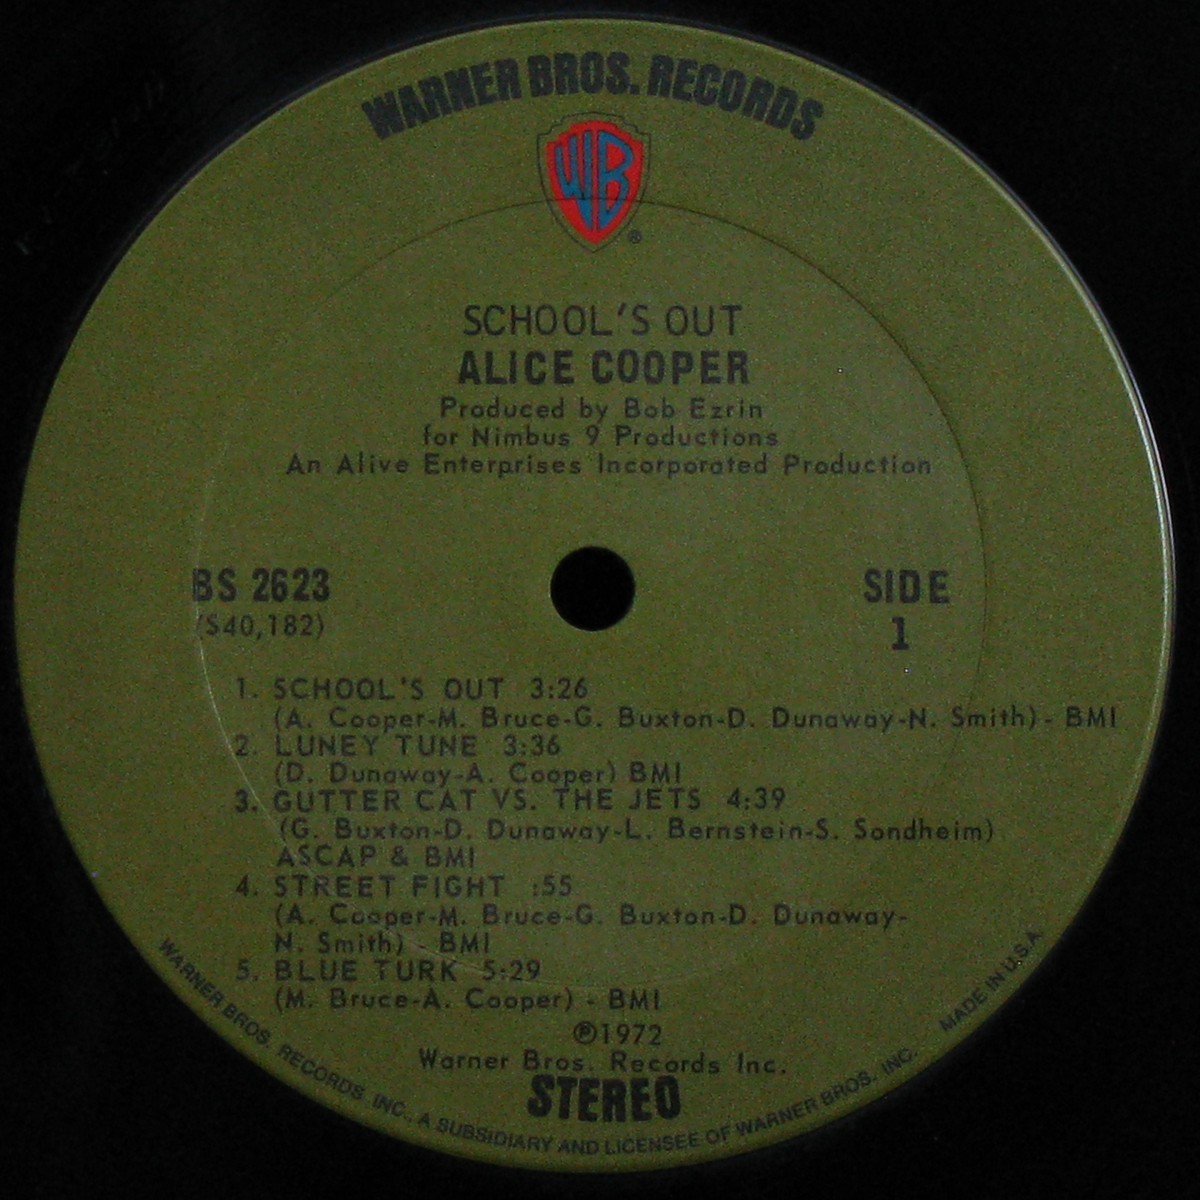 WARNER BROS. RECORDS
WB
®
SCHOOL'S OUT
ALICE COOPER
Produced by Bob Ezrin
for Nimbus 9 Productions
An Alive Enterprises Incorporated Production
BS 2623
(S40,182)
SIDE
1
1. SCHOOL'S OUT 3:26
(A. Cooper-M. Bruce-G. Buxton-D. Dunaway-N. Smith) - BMI
2. LUNEY TUNE 3:36
(D. Dunaway-A. Cooper) BMI
3. GUTTER CAT VS. THE JETS 4:39
(G. Buxton-D. Dunaway-L. Bernstein-S. Sondheim)
ASCAP & BMI
4. STREET FIGHT :55
(A. Cooper-M. Bruce-G. Buxton-D. Dunaway-
N. Smith) - BMI
5. BLUE TURK 5:29
(M. Bruce-A. Cooper) - BMI
℗1972
Warner Bros. Records Inc.
STEREO
WARNER BROS. RECORDS, INC., A SUBSIDIARY AND LICENSEE OF WARNER BROS. INC. MADE IN U.S.A